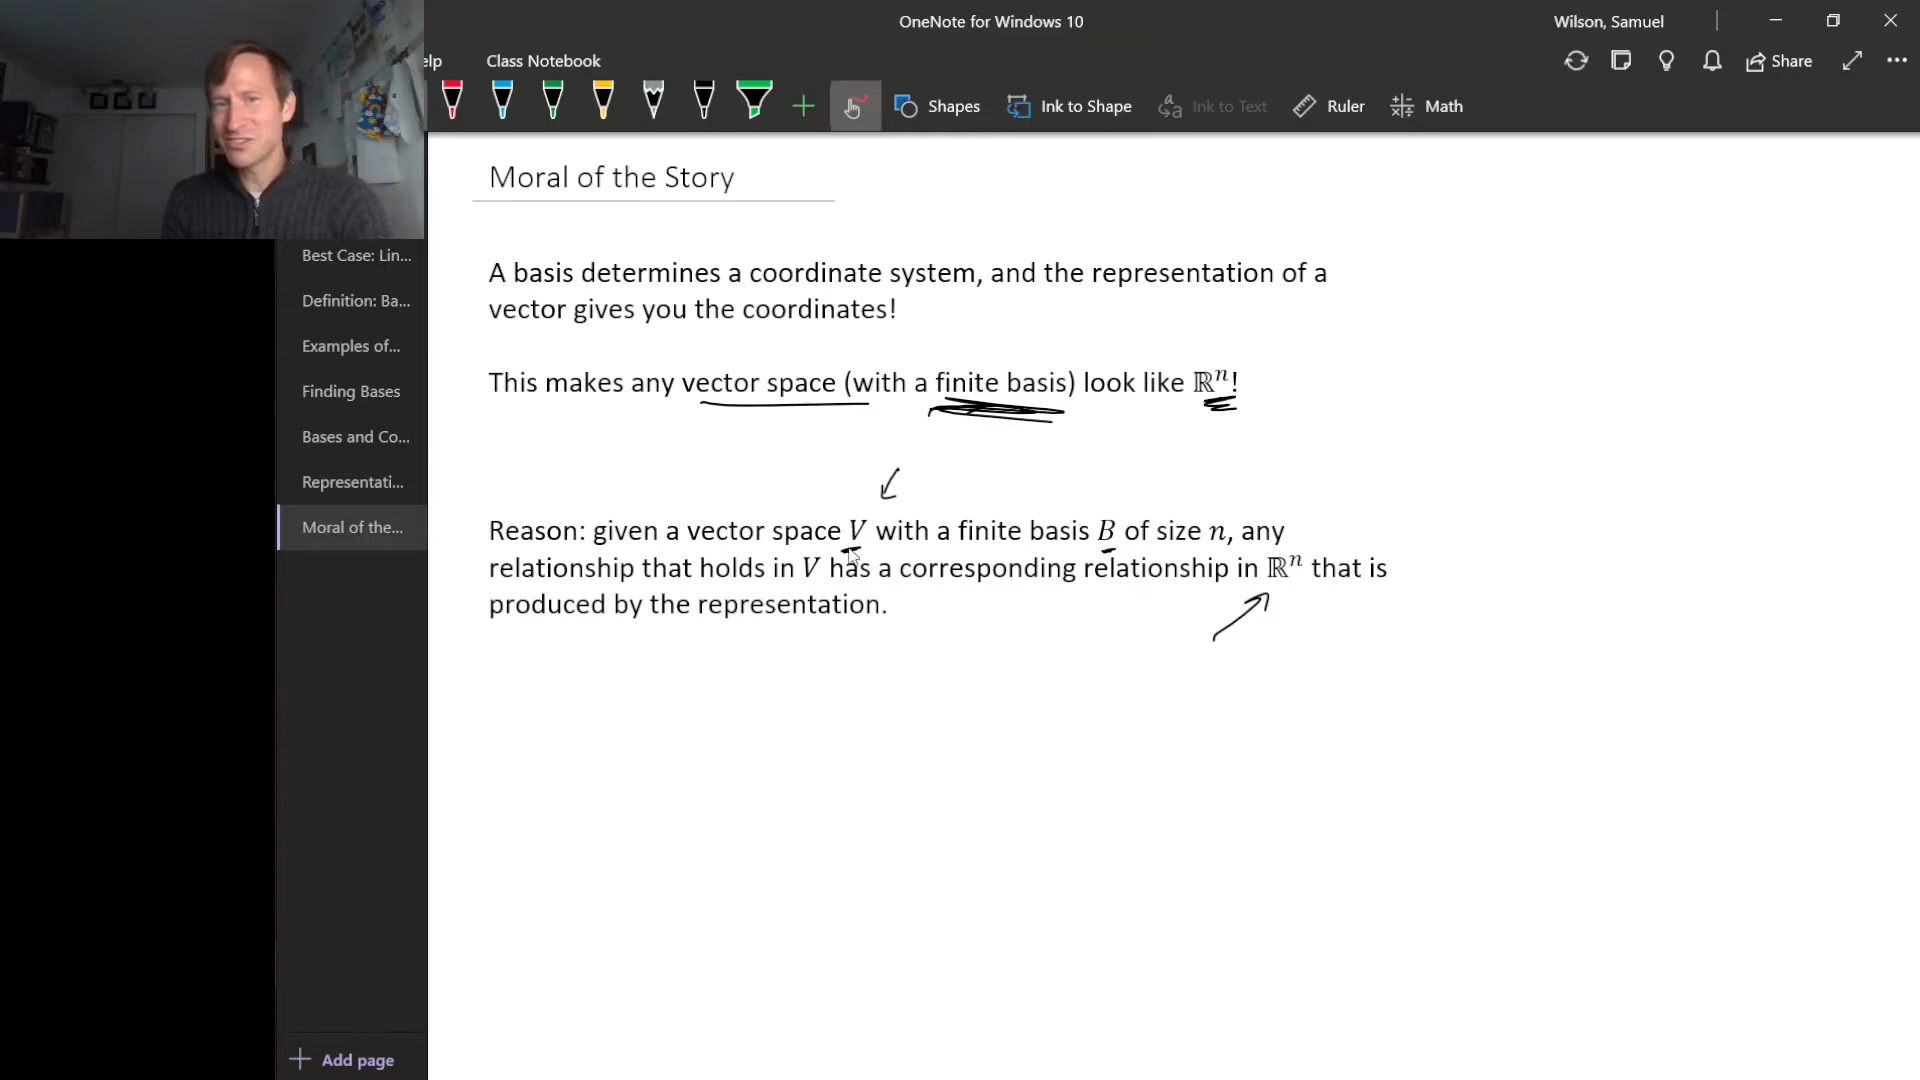 OneNote for Windows 10
Wilson, Samuel
elp
Class Notebook
Share
Shapes
Ink to Shape
Ink to Text
Ruler
Math
Moral of the Story
Best Case: Lin...
Definition: Ba...
Examples of...
Finding Bases
Bases and Co...
Representati...
Moral of the...
Add page
A basis determines a coordinate system, and the representation of a
vector gives you the coordinates!
This makes any vector space (with a finite basis) look like ℝⁿ!
Reason: given a vector space V with a finite basis B of size n, any
relationship that holds in V has a corresponding relationship in ℝⁿ that is
produced by the representation.